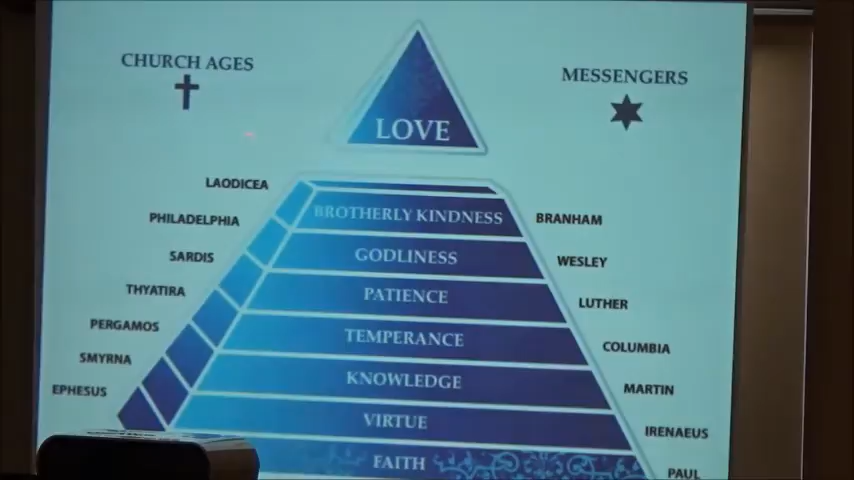 CHURCH AGES
MESSENGERS
LOVE
LAODICEA
PHILADELPHIA
SARDIS
THYATIRA
PERGAMOS
SMYRNA
EPHESUS
BROTHERLY KINDNESS
GODLINESS
PATIENCE
TEMPERANCE
KNOWLEDGE
VIRTUE
FAITH
BRANHAM
WESLEY
LUTHER
COLUMBIA
MARTIN
IRENAEUS
PAUL